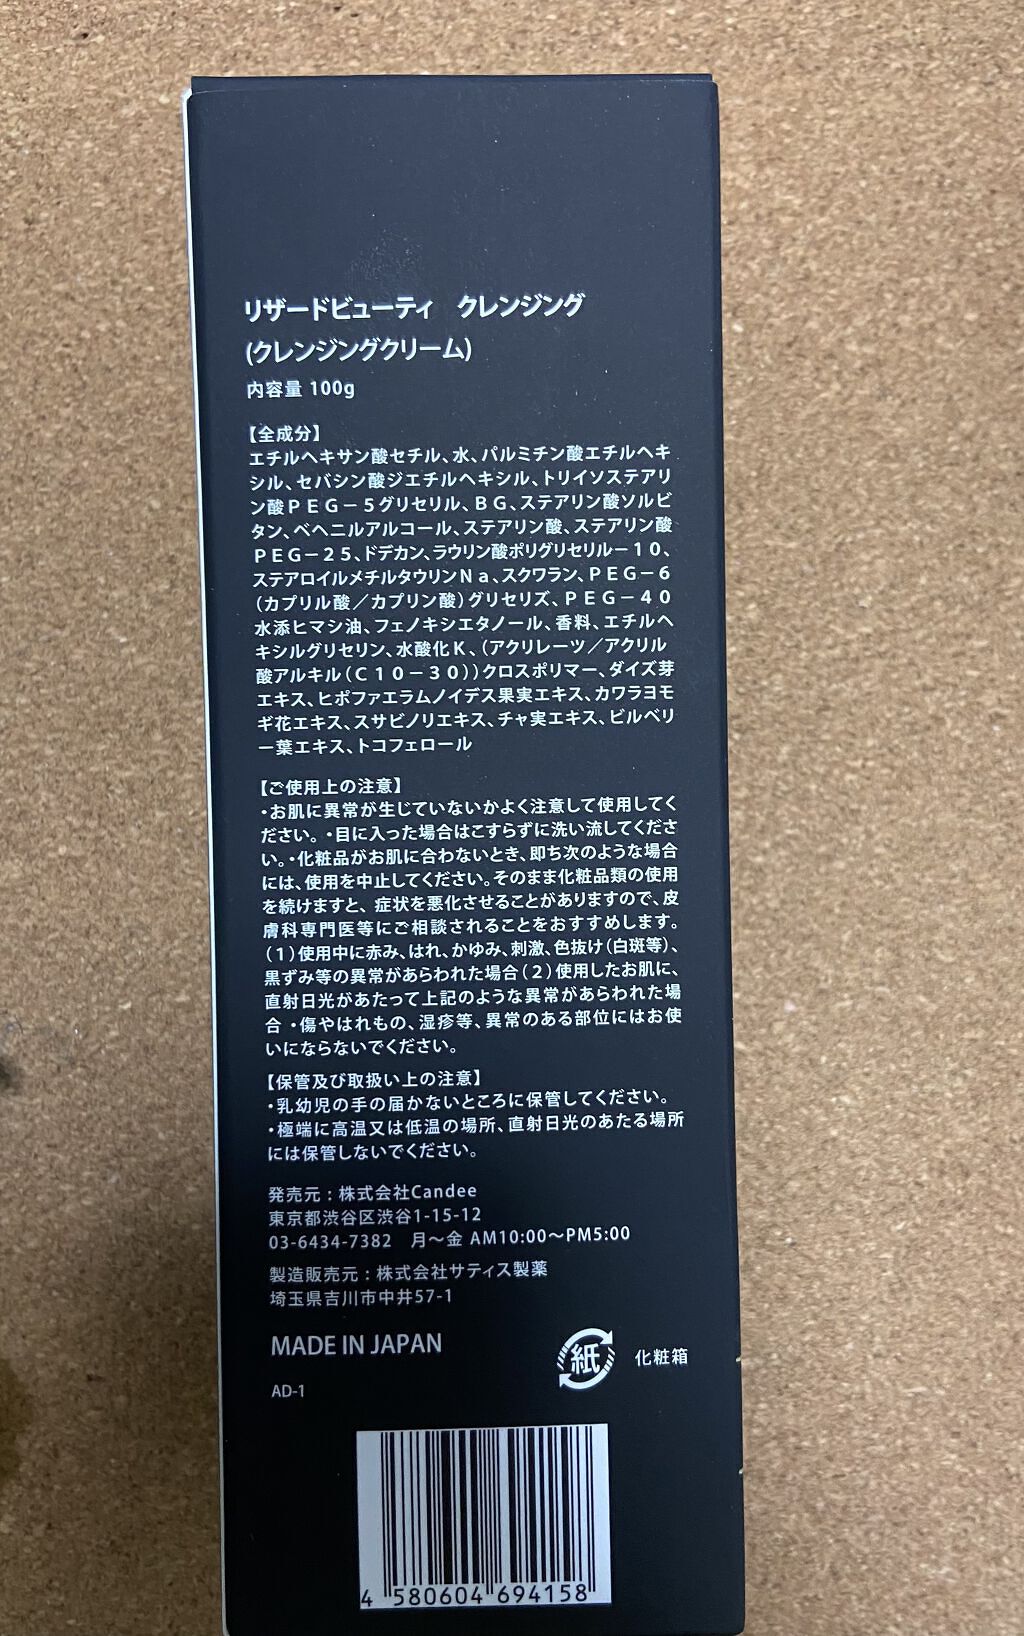 リザードビューティ　クレンジング
(クレンジングクリーム)
内容量 100g
【全成分】
エチルヘキサン酸セチル、水、パルミチン酸エチルヘキ
シル、セバシン酸ジエチルヘキシル、トリイソステアリ
ン酸ＰＥＧ－５グリセリル、ＢＧ、ステアリン酸ソルビ
タン、ベヘニルアルコール、ステアリン酸、ステアリン酸
ＰＥＧ－２５、ドデカン、ラウリン酸ポリグリセリル－１０、
ステアロイルメチルタウリンＮａ、スクワラン、ＰＥＧ－６
（カプリル酸／カプリン酸）グリセリズ、ＰＥＧ－４０
水添ヒマシ油、フェノキシエタノール、香料、エチルヘ
キシルグリセリン、水酸化Ｋ、（アクリレーツ／アクリル
酸アルキル（Ｃ１０－３０））クロスポリマー、ダイズ芽
エキス、ヒポファエラムノイデス果実エキス、カワラヨモ
ギ花エキス、スサビノリエキス、チャ実エキス、ビルベリ
ー葉エキス、トコフェロール
【ご使用上の注意】
・お肌に異常が生じていないかよく注意して使用してく
ださい。・目に入った場合はこすらずに洗い流してくださ
い。・化粧品がお肌に合わないとき、即ち次のような場合
には、使用を中止してください。そのまま化粧品類の使用
を続けますと、症状を悪化させることがありますので、皮
膚科専門医等にご相談されることをおすすめします。
（１）使用中に赤み、はれ、かゆみ、刺激、色抜け（白斑等）、
黒ずみ等の異常があらわれた場合（２）使用したお肌に、
直射日光があたって上記のような異常があらわれた場
合 ・傷やはれもの、湿疹等、異常のある部位にはお使
いにならないでください。
【保管及び取扱い上の注意】
・乳幼児の手の届かないところに保管してください。
・極端に高温又は低温の場所、直射日光のあたる場所
には保管しないでください。
発売元：株式会社Candee
東京都渋谷区渋谷1-15-12
03-6434-7382　月～金 AM10:00～PM5:00
製造販売元：株式会社サティス製薬
埼玉県吉川市中井57-1
MADE IN JAPAN
紙 化粧箱
AD-1
4 580604 694158